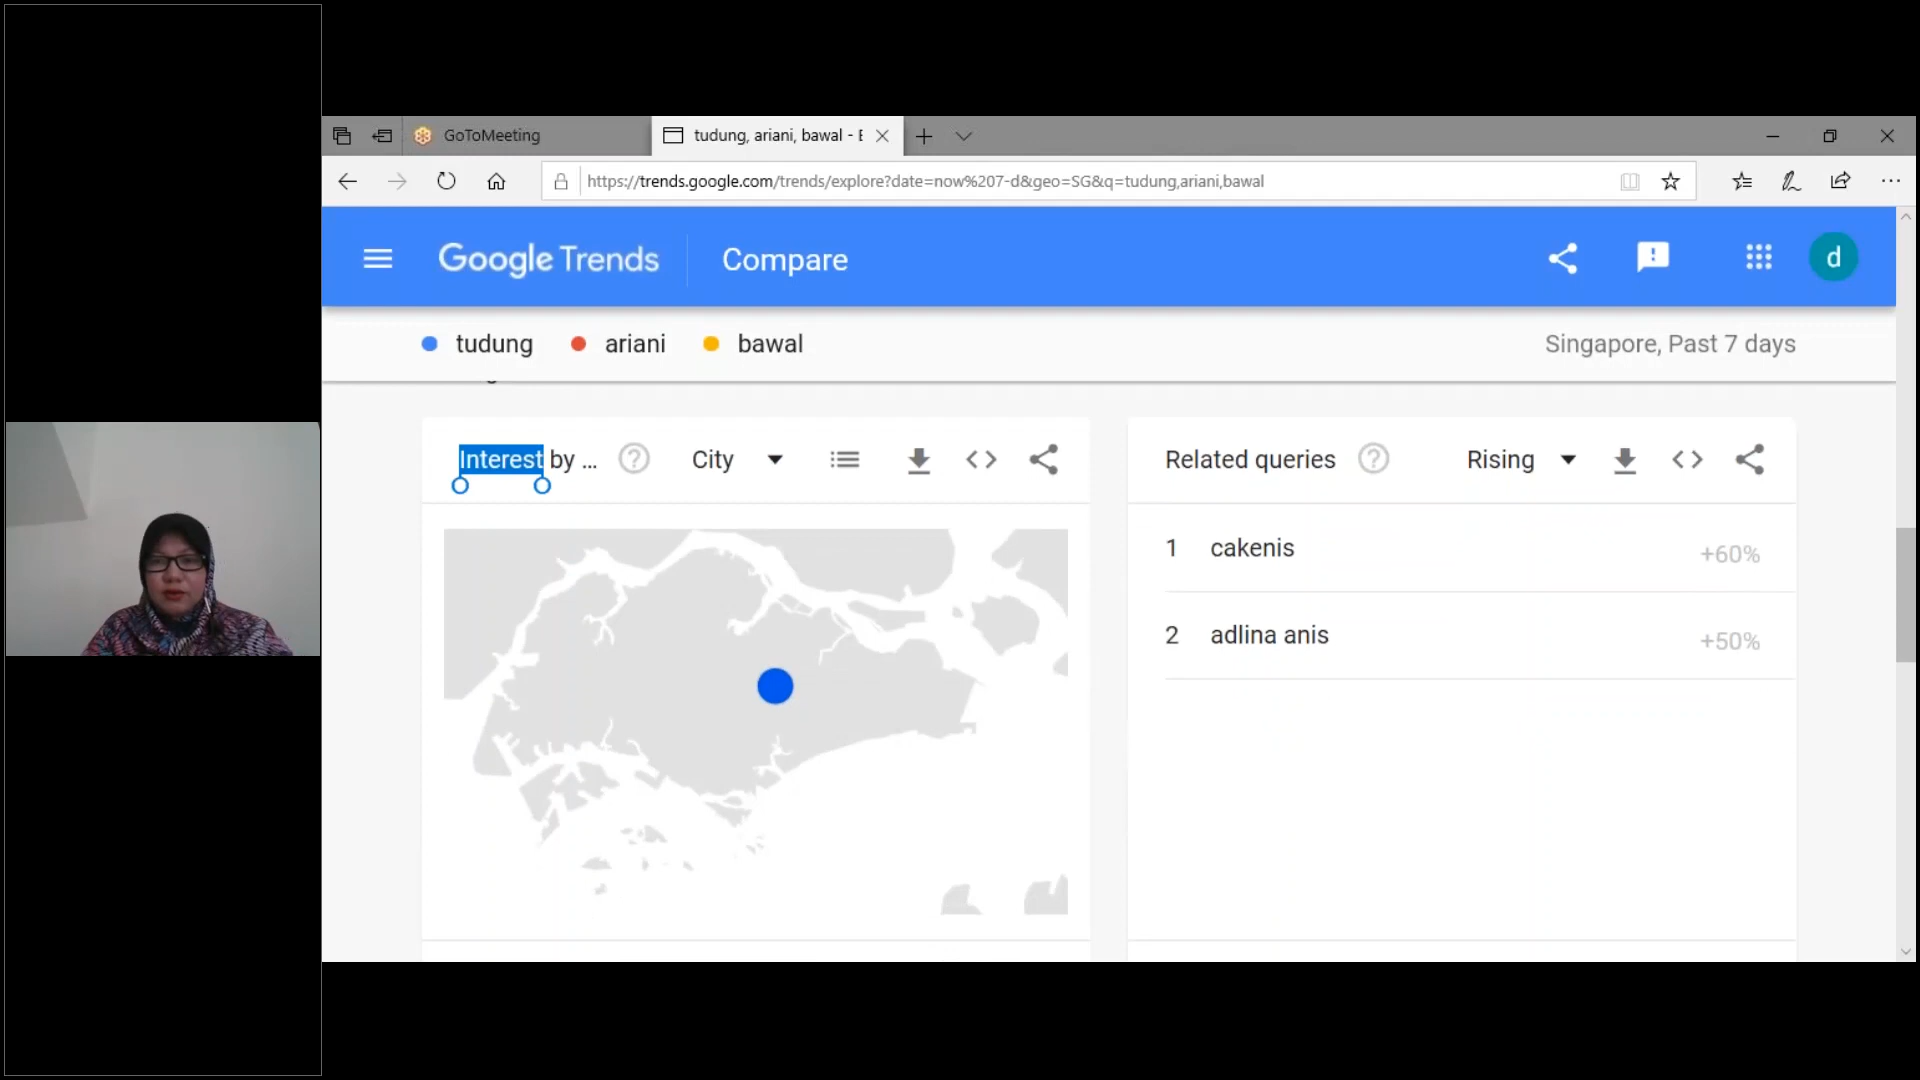 GoToMeeting
tudung, ariani, bawal - E
https://trends.google.com/trends/explore?date=now%207-d&geo=SG&q=tudung,ariani,bawal
Google Trends Compare
d
tudung ariani bawal
Singapore, Past 7 days
Interest by ... City
Related queries Rising
1 cakenis +60%
2 adlina anis +50%